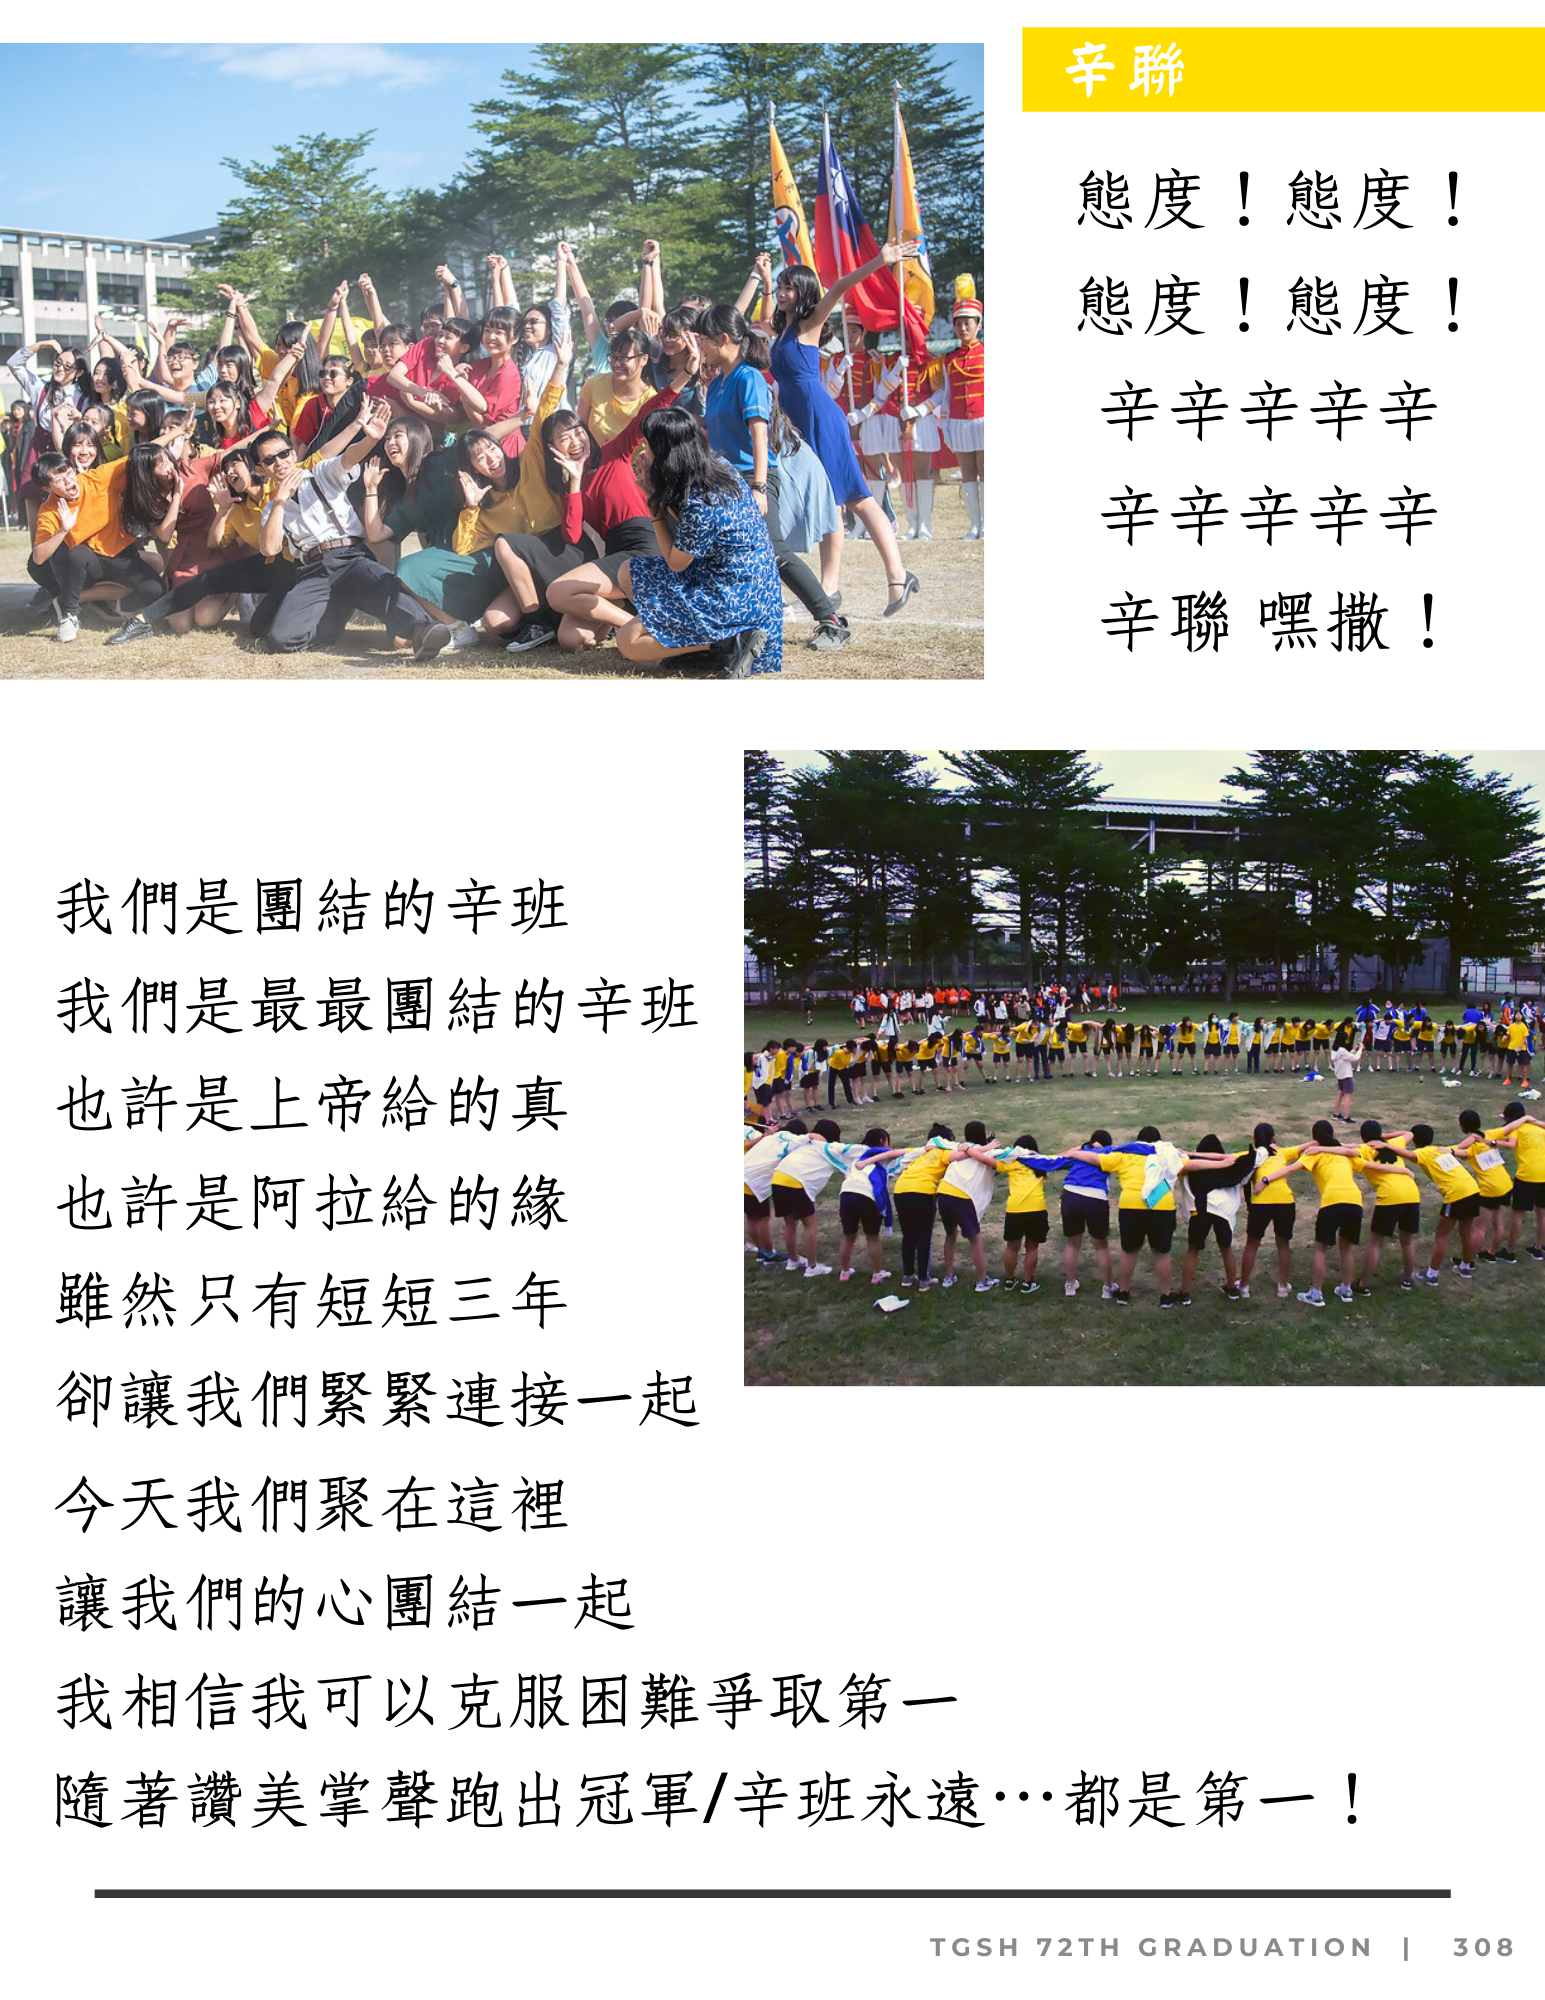 辛聯
態度！態度！
態度！態度！
辛辛辛辛辛
辛辛辛辛辛
辛聯 嘿撒！
我們是團結的辛班
我們是最最團結的辛班
也許是上帝給的真
也許是阿拉給的緣
雖然只有短短三年
卻讓我們緊緊連接一起
今天我們聚在這裡
讓我們的心團結一起
我相信我可以克服困難爭取第一
隨著讚美掌聲跑出冠軍/辛班永遠…都是第一！
TGSH 72TH GRADUATION | 308